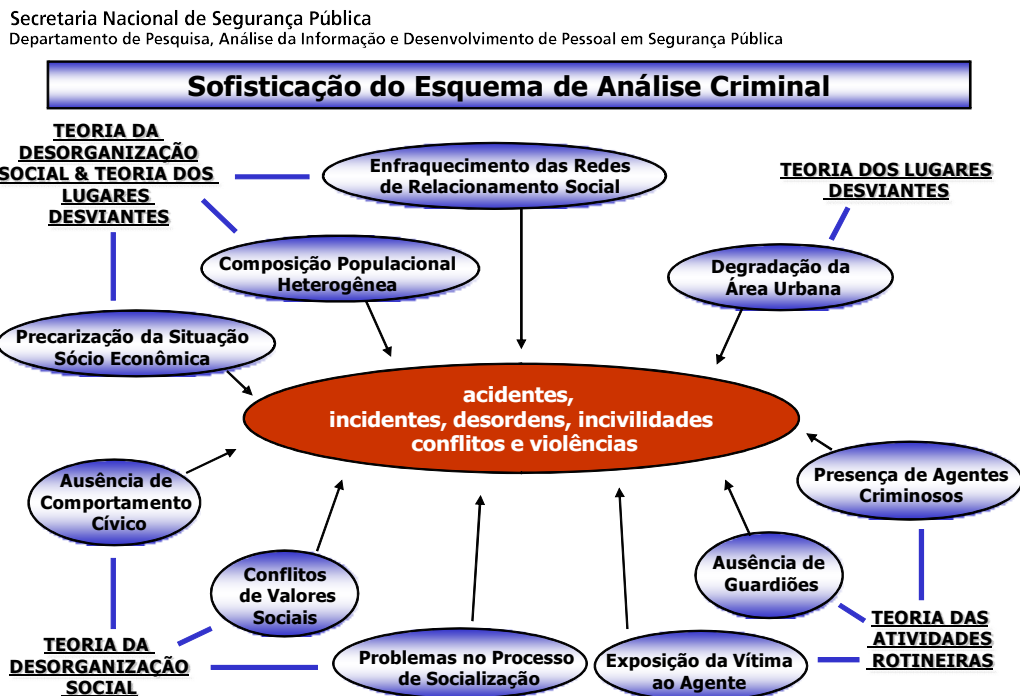 Secretaria Nacional de Segurança Pública
Departamento de Pesquisa, Análise da Informação e Desenvolvimento de Pessoal em Segurança Pública
Sofisticação do Esquema de Análise Criminal
TEORIA DA
DESORGANIZAÇÃO
SOCIAL & TEORIA DOS
LUGARES
DESVIANTES
Enfraquecimento das Redes
de Relacionamento Social
TEORIA DOS LUGARES
DESVIANTES
Composição Populacional
Heterogênea
Degradação da
Área Urbana
Precarização da Situação
Sócio Econômica
acidentes,
incidentes, desordens, incivilidades
conflitos e violências
Ausência de
Comportamento
Cívico
Presença de Agentes
Criminosos
Conflitos
de Valores
Sociais
Ausência de
Guardiões
TEORIA DA
DESORGANIZAÇÃO
SOCIAL
Problemas no Processo
de Socialização
Exposição da Vítima
ao Agente
TEORIA DAS
ATIVIDADES
ROTINEIRAS